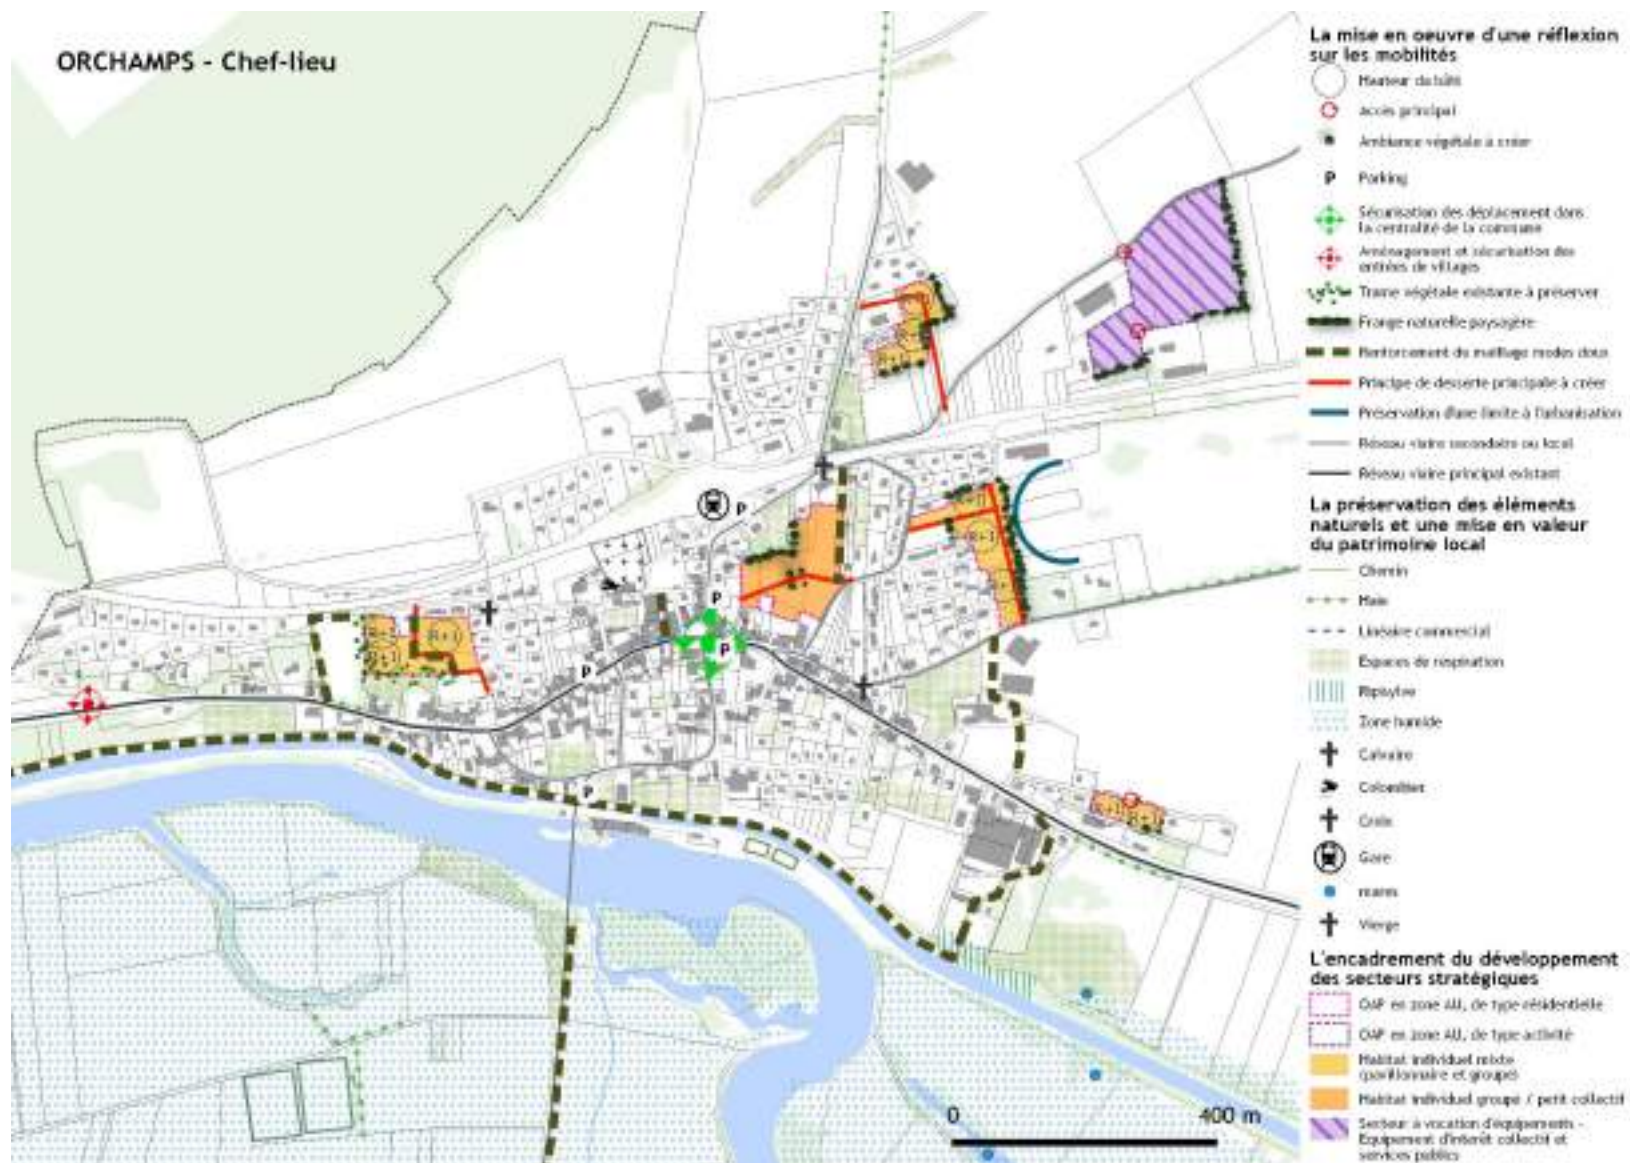 ORCHAMPS - Chef-lieu
La mise en oeuvre d'une réflexion
sur les mobilités
Hauteur du bâti
Accès principal
Ambiance végétale à créer
P Parking
Sécurisation des déplacement dans
la centralité de la commune
Aménagement et sécurisation des
entrées de villages
Trame végétale existante à préserver
Frange naturelle paysagère
Renforcement du maillage modes doux
Principe de desserte principale à créer
Préservation d'une limite à l'urbanisation
Réseau viaire secondaire ou local
Réseau viaire principal existant
La préservation des éléments
naturels et une mise en valeur
du patrimoine local
Chemin
Haie
Linéaire commercial
Espaces de respiration
Ripisylve
Zone humide
Calvaire
Colombier
Croix
Gare
mares
Vierge
L'encadrement du développement
des secteurs stratégiques
OAP en zone AU, de type résidentielle
OAP en zone AU, de type activité
Habitat individuel mixte
(pavillonnaire et groupé)
Habitat individuel groupé / petit collectif
Secteur à vocation d'équipements -
Equipement d'intérêt collectif et
services publics
P
P
P
P
P
(R+1)
(R+1)
0 400 m